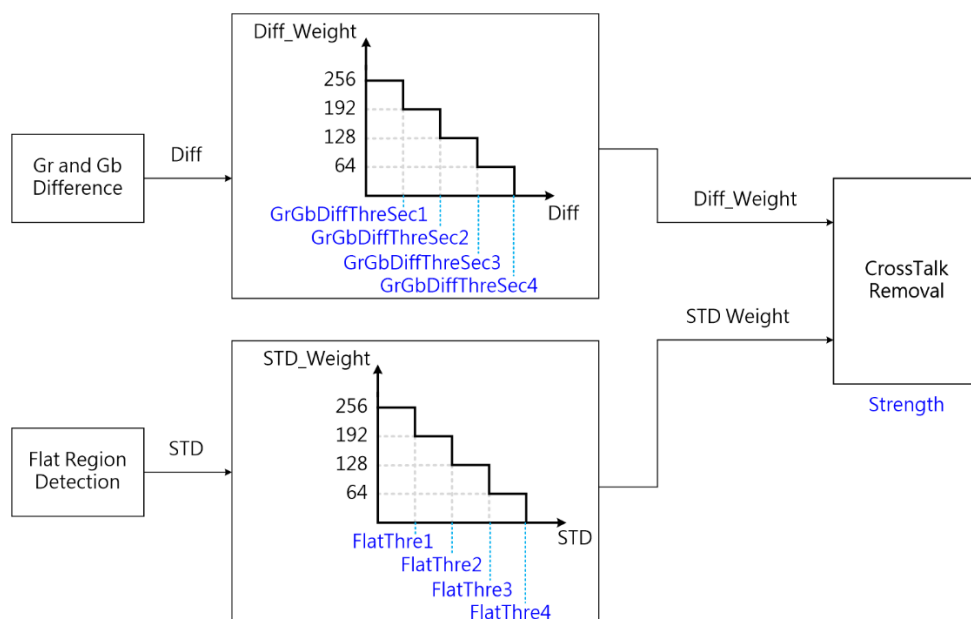 Gr and Gb
Difference
Diff
Diff_Weight
256
192
128
64
Diff
GrGbDiffThreSec1
GrGbDiffThreSec2
GrGbDiffThreSec3
GrGbDiffThreSec4
Diff_Weight
CrossTalk
Removal
Strength
STD Weight
Flat Region
Detection
STD
STD_Weight
256
192
128
64
STD
FlatThre1
FlatThre2
FlatThre3
FlatThre4